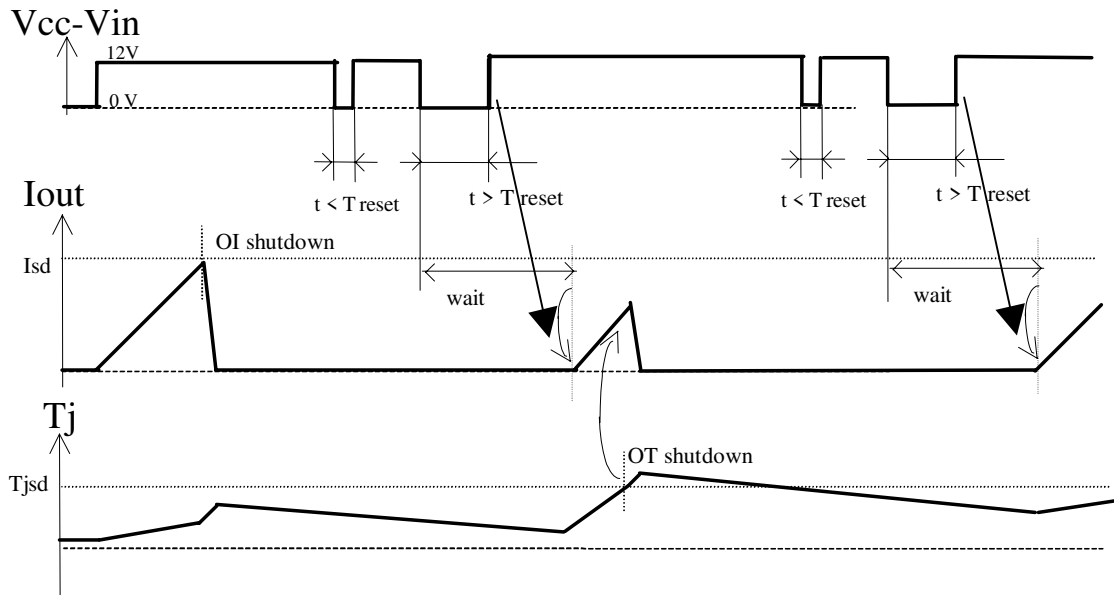 Vcc-Vin
12V
0 V
t < T reset
t > T reset
t < T reset
t > T reset
Iout
OI shutdown
Isd
wait
wait
Tj
OT shutdown
Tjsd